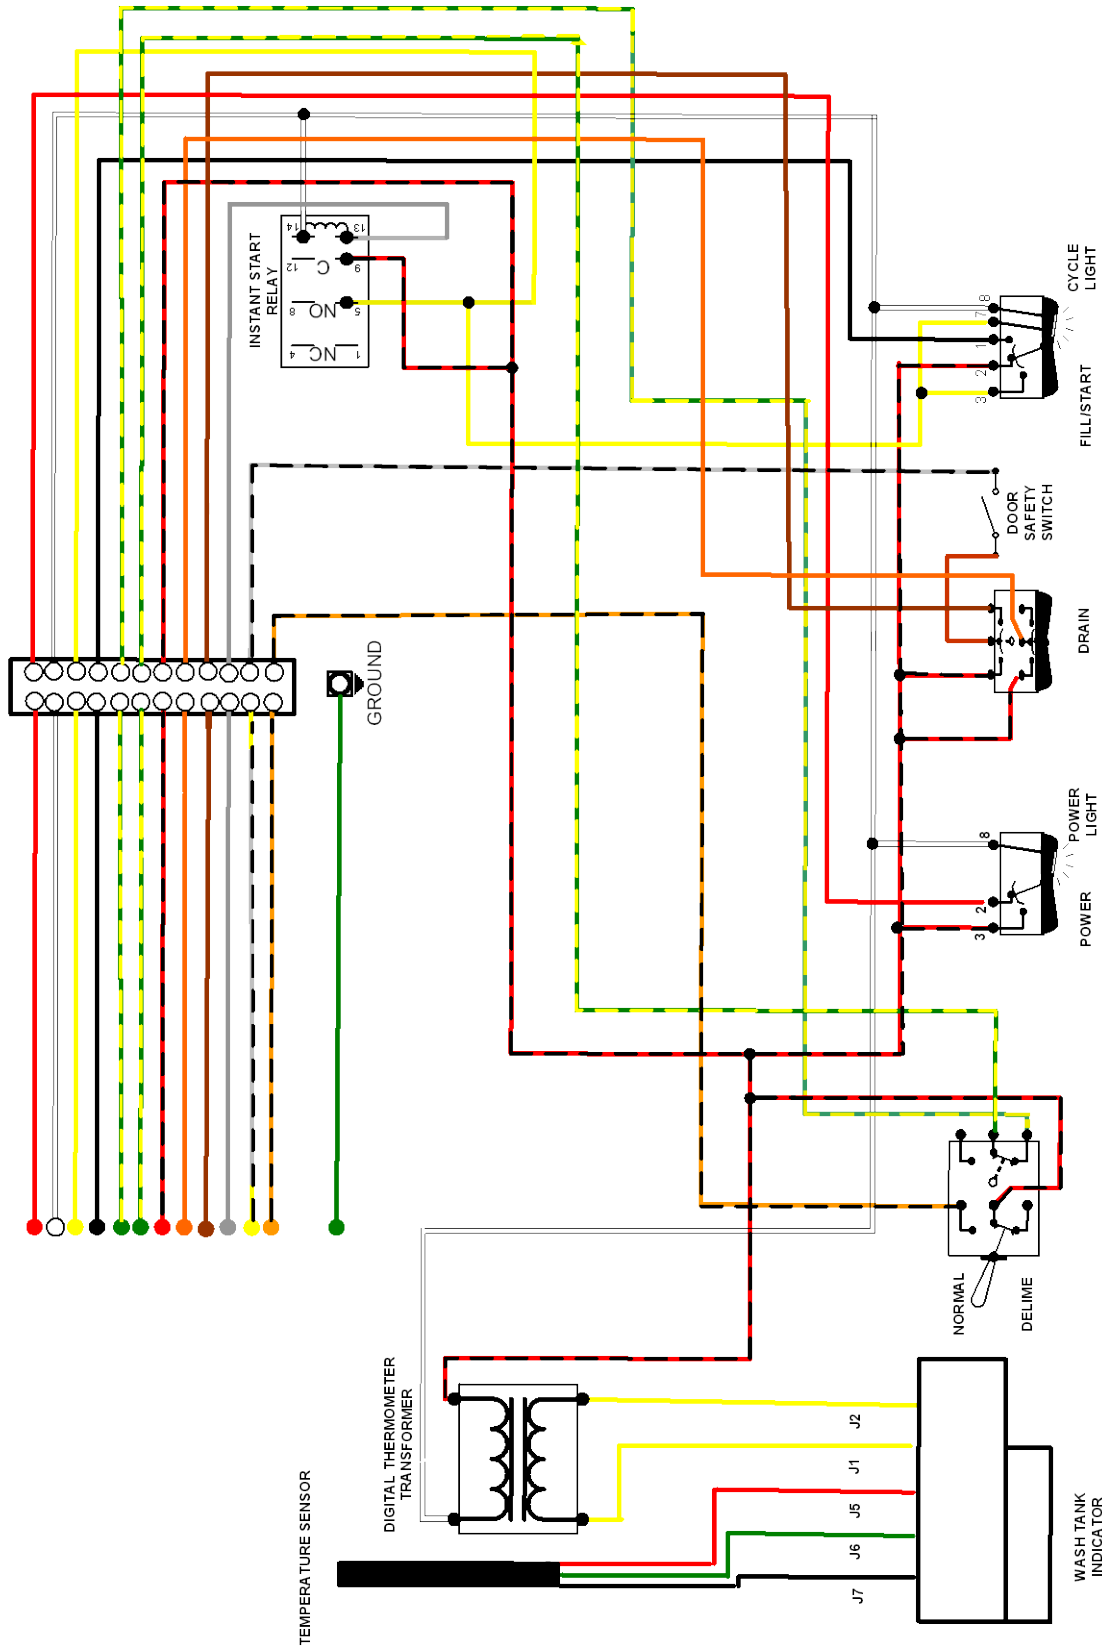 INSTANT START
RELAY
14
13
12
C
9
8
NO
5
4
NC
1
CYCLE
LIGHT
8
7
1
2
3
FILL/START
DOOR
SAFETY
SWITCH
DRAIN
GROUND
POWER
LIGHT
8
2
3
POWER
NORMAL
DELIME
DIGITAL THERMOMETER
TRANSFORMER
TEMPERATURE SENSOR
J2
J1
J5
J6
J7
WASH TANK
INDICATOR